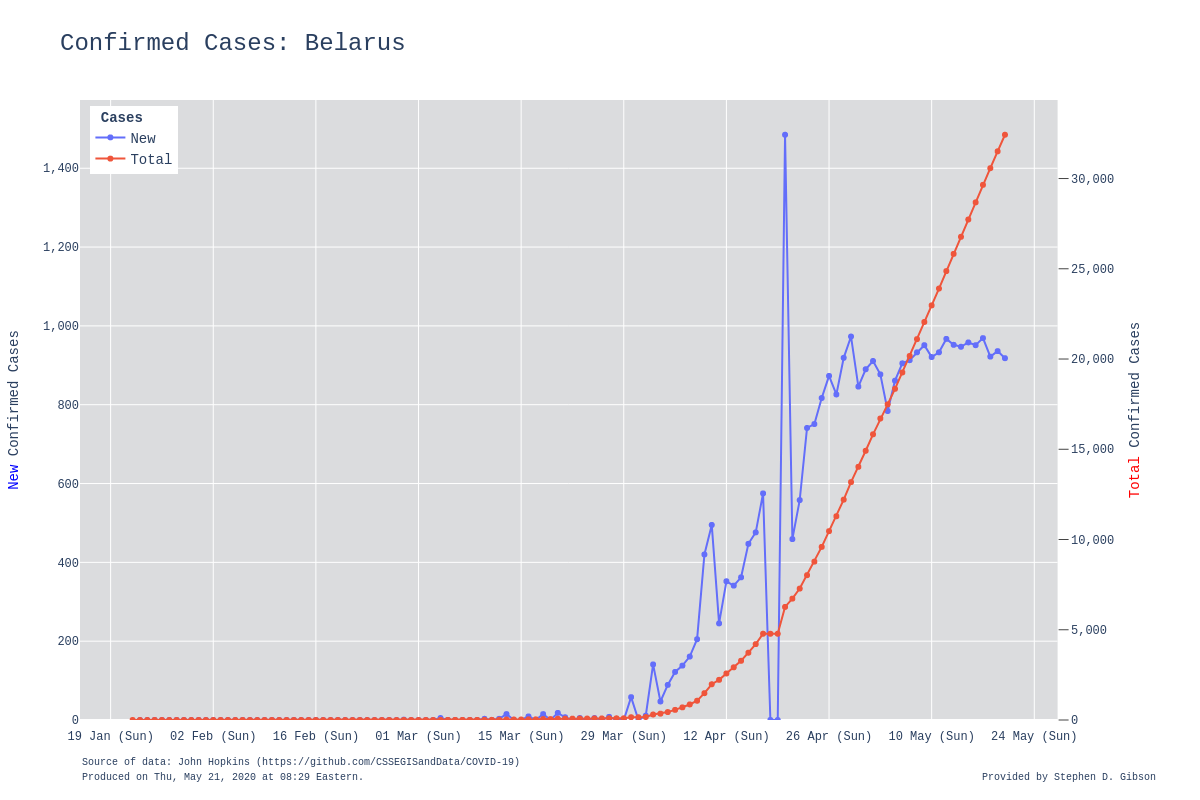 Confirmed Cases: Belarus
Cases
New
Total
1,400
1,200
1,000
800
600
400
200
0
New Confirmed Cases
30,000
25,000
20,000
15,000
10,000
5,000
0
Total Confirmed Cases
19 Jan (Sun) 02 Feb (Sun) 16 Feb (Sun) 01 Mar (Sun) 15 Mar (Sun) 29 Mar (Sun) 12 Apr (Sun) 26 Apr (Sun) 10 May (Sun) 24 May (Sun)
Source of data: John Hopkins (https://github.com/CSSEGISandData/COVID-19)
Produced on Thu, May 21, 2020 at 08:29 Eastern.
Provided by Stephen D. Gibson